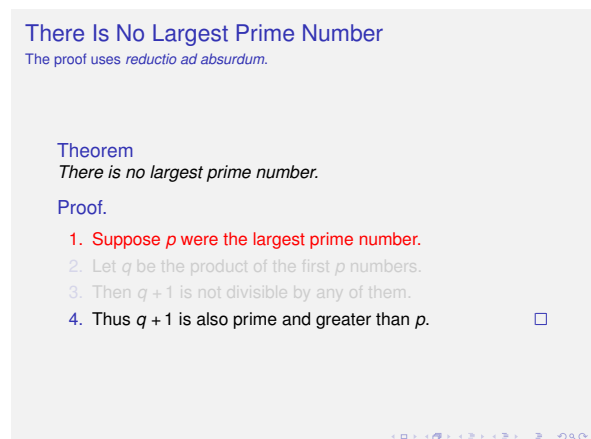 There Is No Largest Prime Number
The proof uses reductio ad absurdum.
Theorem
There is no largest prime number.
Proof.
1. Suppose p were the largest prime number.
2. Let q be the product of the first p numbers.
3. Then q + 1 is not divisible by any of them.
4. Thus q + 1 is also prime and greater than p.